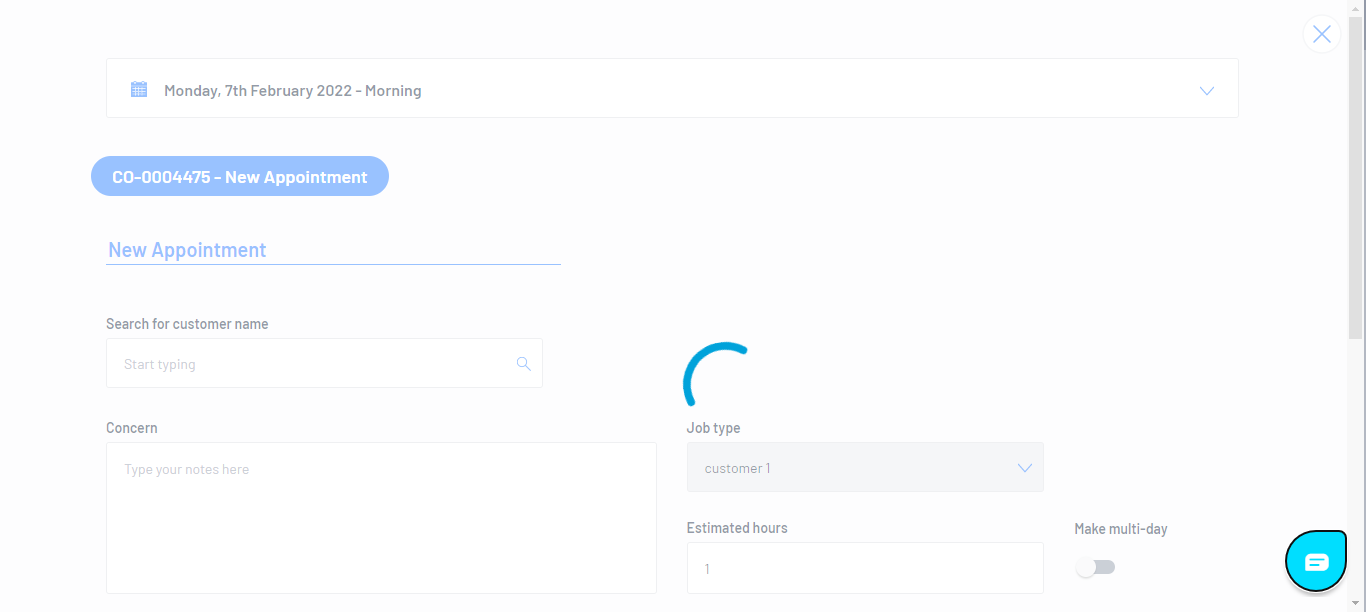 Monday, 7th February 2022 - Morning
CO-0004475 - New Appointment
New Appointment
Search for customer name
Start typing
Concern
Type your notes here
Job type
customer 1
Estimated hours
1
Make multi-day